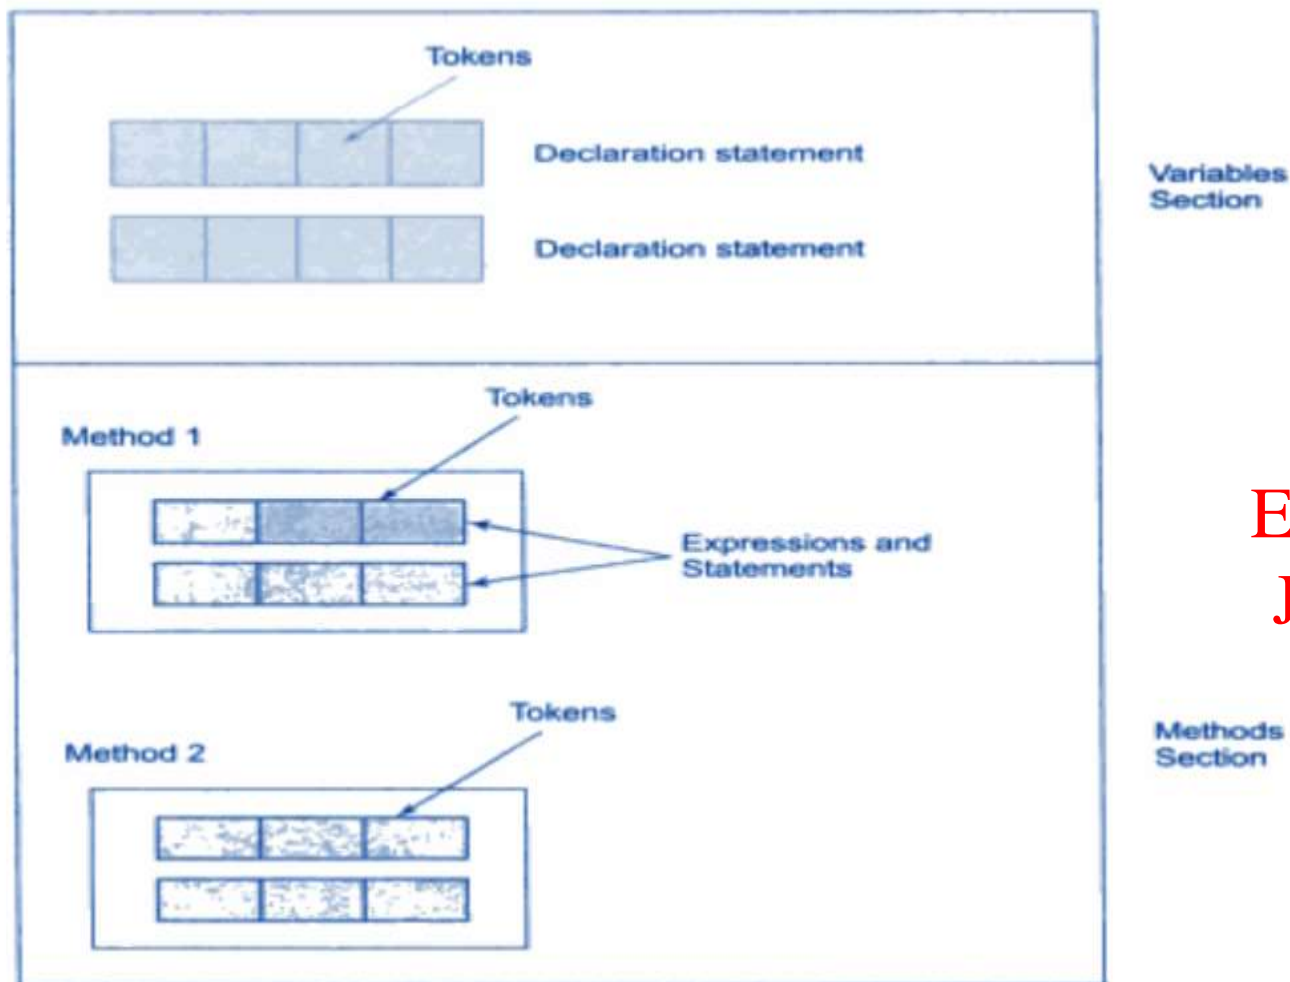 Tokens
Declaration statement
Variables
Section
Declaration statement
Tokens
Method 1
E
Expressions and
Statements
J
Tokens
Method 2
Methods
Section